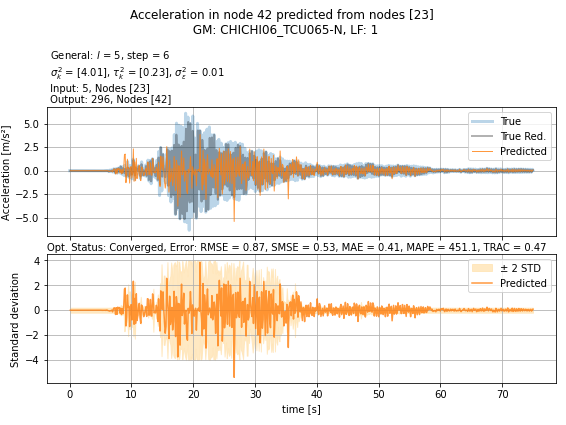 Acceleration in node 42 predicted from nodes [23]
GM: CHICHI06_TCU065-N, LF: 1
General: l = 5, step = 6
σ²ₖ = [4.01], τ²ₖ = [0.23], σ²ε = 0.01
Input: 5, Nodes [23]
Output: 296, Nodes [42]
Acceleration [m/s²]
5.0
2.5
0.0
−2.5
−5.0
True
True Red.
Predicted
Opt. Status: Converged, Error: RMSE = 0.87, SMSE = 0.53, MAE = 0.41, MAPE = 451.1, TRAC = 0.47
Standard deviation
4
2
0
−2
−4
± 2 STD
Predicted
0 10 20 30 40 50 60 70
time [s]